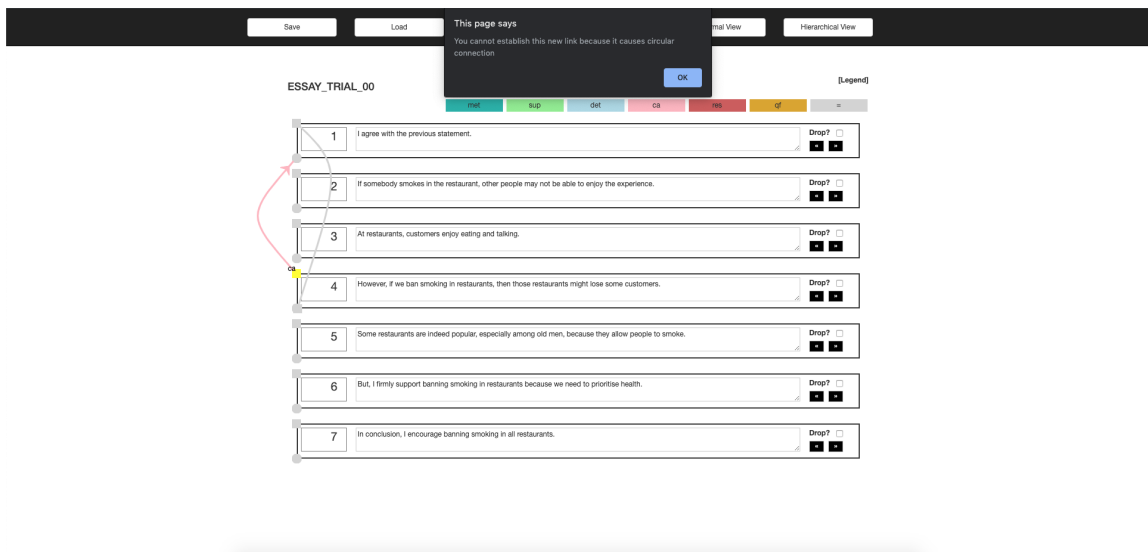 Save
Load
This page says
You cannot establish this new link because it causes circular
connection
OK
mal View
Hierarchical View
ESSAY_TRIAL_00
[Legend]
met
sup
det
ca
res
qf
=
1
I agree with the previous statement.
Drop?
«
»
2
If somebody smokes in the restaurant, other people may not be able to enjoy the experience.
Drop?
«
»
3
At restaurants, customers enjoy eating and talking.
Drop?
«
»
ca
4
However, if we ban smoking in restaurants, then those restaurants might lose some customers.
Drop?
«
»
5
Some restaurants are indeed popular, especially among old men, because they allow people to smoke.
Drop?
«
»
6
But, I firmly support banning smoking in restaurants because we need to prioritise health.
Drop?
«
»
7
In conclusion, I encourage banning smoking in all restaurants.
Drop?
«
»